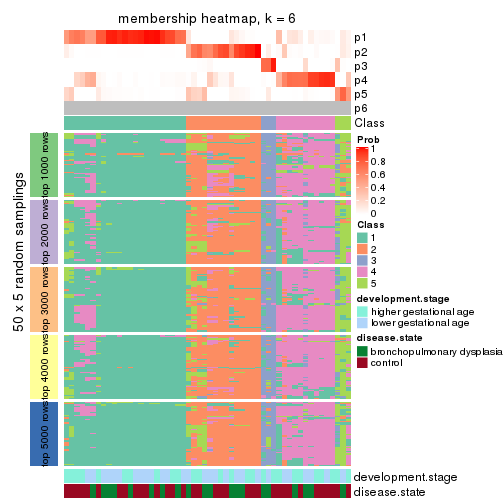 membership heatmap, k = 6
p1
p2
p3
p4
p5
p6
Class
Prob
1
0.8
0.6
0.4
0.2
0
Class
1
2
3
4
5
development.stage
higher gestational age
lower gestational age
disease.state
bronchopulmonary dysplasia
control
50 x 5 random samplings
top 1000 rows
top 2000 rows
top 3000 rows
top 4000 rows
top 5000 rows
development.stage
disease.state